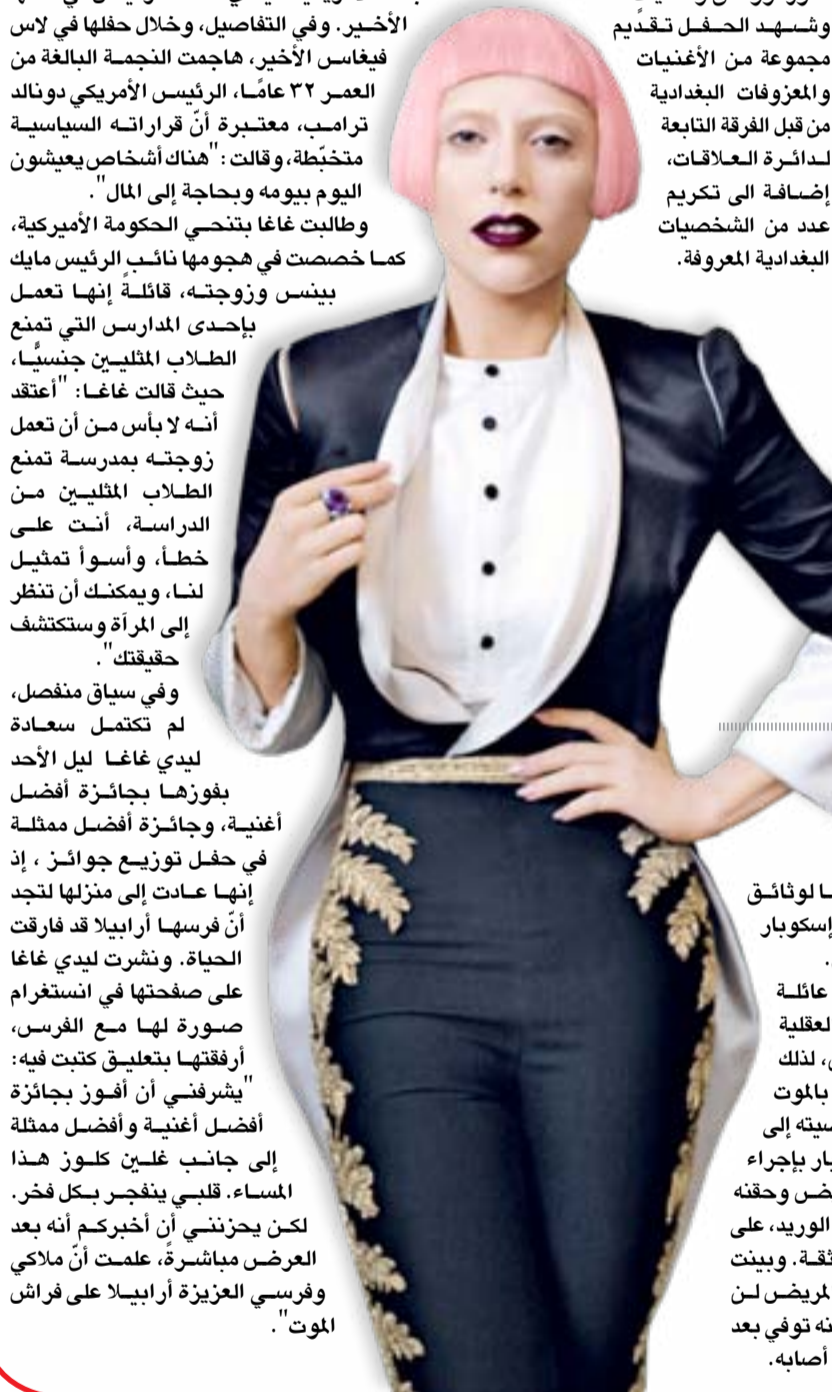 وشهد الحفل تقديم
مجموعة من الأغنيات
والمعزوفات البغدادية
من قبل الفرقة التابعة
لدائرة العلاقات،
إضافة الى تكريم
عدد من الشخصيات
البغدادية المعروفة.
الأخير. وفي التفاصيل، وخلال حفلها في لاس
فيغاس الأخير، هاجمت النجمة البالغة من
العمر ٣٢ عامًا، الرئيس الأمريكي دونالد
ترامب، معتبرة أنّ قراراته السياسية
متخبّطة، وقالت: "هناك أشخاص يعيشون
اليوم بيومه وبحاجة إلى المال".
وطالبت غاغا بتنحي الحكومة الأميركية،
كما خصصت في هجومها نائب الرئيس مايك
بينس وزوجته، قائلةً إنها تعمل
بإحدى المدارس التي تمنع
الطلاب المثليين جنسيًّا،
حيث قالت غاغا: "أعتقد
أنه لا بأس من أن تعمل
زوجته بمدرسة تمنع
الطلاب المثليين من
الدراسة، أنت على
خطأ، وأسوأ تمثيل
لنا، ويمكنك أن تنظر
إلى المرآة وستكتشف
حقيقتك".
وفي سياق منفصل،
لم تكتمل سعادة
ليدي غاغا ليل الأحد
بفوزها بجائزة أفضل
أغنية، وجائزة أفضل ممثلة
في حفل توزيع جوائز ، إذ
إنها عادت إلى منزلها لتجد
أنّ فرسها أرابيلا قد فارقت
الحياة. ونشرت ليدي غاغا
على صفحتها في انستغرام
صورة لها مع الفرس،
أرفقتها بتعليق كتبت فيه:
"يشرفني أن أفوز بجائزة
أفضل أغنية وأفضل ممثلة
إلى جانب غلين كلوز هذا
المساء. قلبي ينفجر بكل فخر.
لكن يحزنني أن أخبركم أنه بعد
العرض مباشرةً، علمت أنّ ملاكي
وفرسي العزيزة أرابيلا على فراش
الموت".
لوثائق
إسكوبار
.
عائلة
لذلك
بالموت
إلى
بإجراء
وحقنه
الوريد، على
وبينت
لن
توفي بعد
أصابه.